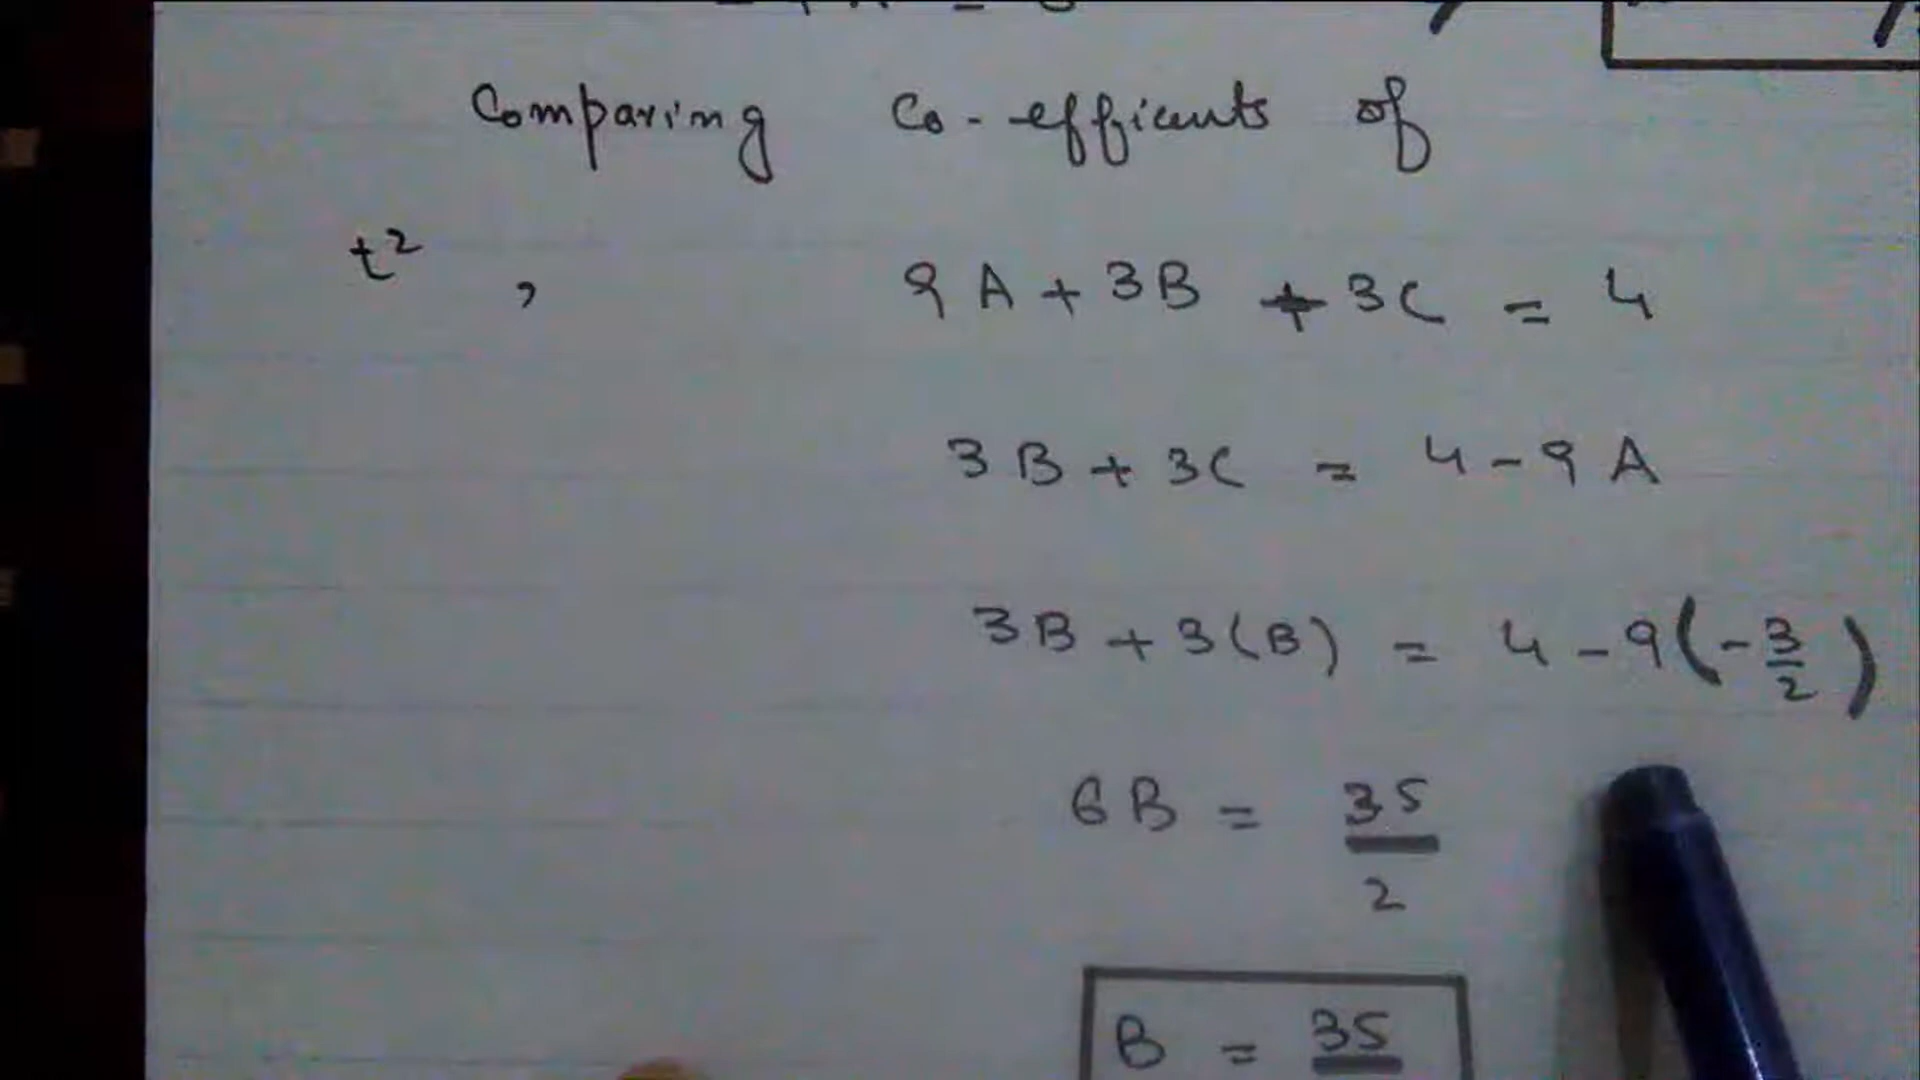 Comparing Co-efficients of
t², 9A + 3B + 3C = 4
3B + 3C = 4 - 9A
3B + 3(B) = 4 - 9(-3/2)
6B = 35/2
B = 35